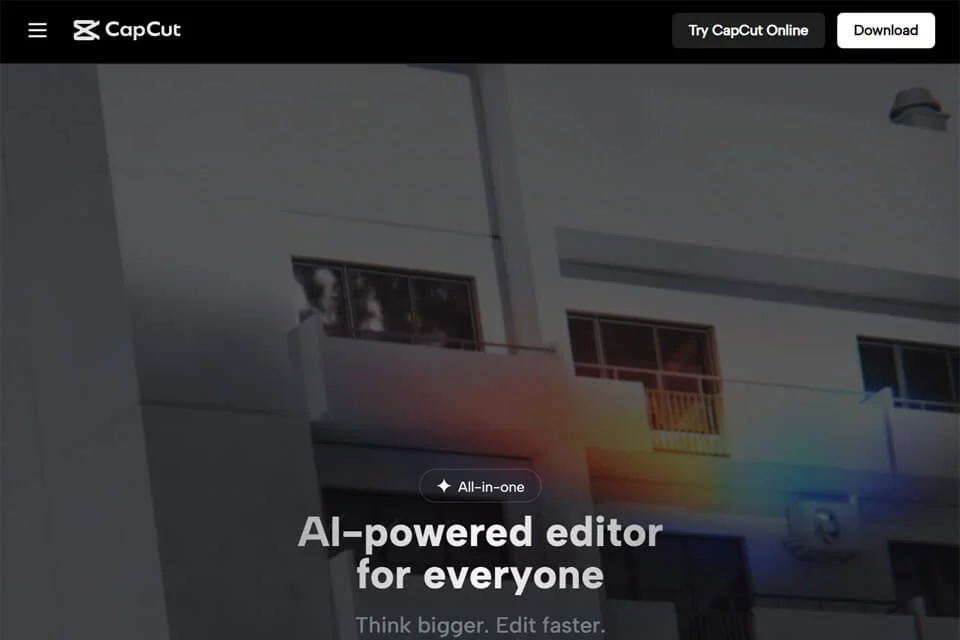 CapCut
Try CapCut Online
Download
All-in-one
AI-powered editor
for everyone
Think bigger. Edit faster.